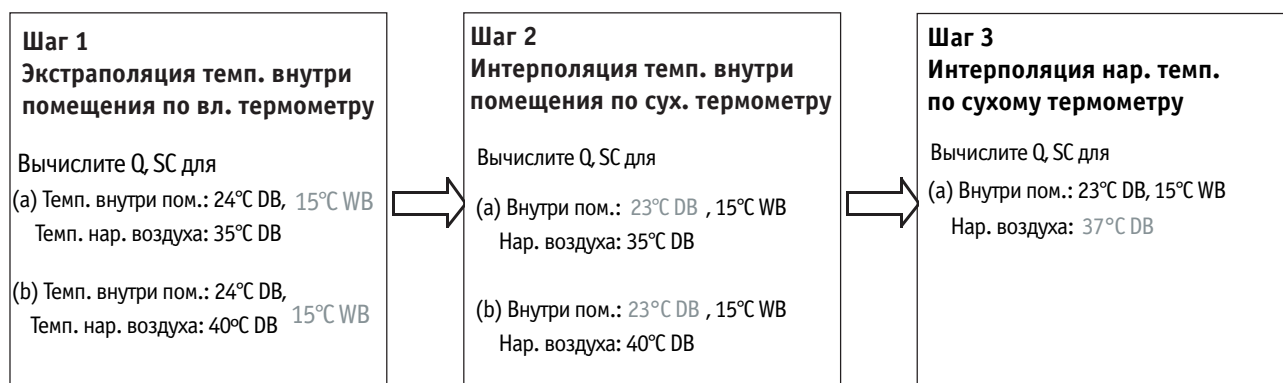 Шаг 1
Экстраполяция темп. внутри
помещения по вл. термометру
Вычислите Q, SC для
(a) Темп. внутри пом.: 24°C DB, 15°C WB
Темп. нар. воздуха: 35°C DB
(b) Темп. внутри пом.: 24°C DB,
Темп. нар. воздуха: 40ºC DB 15°C WB
Шаг 2
Интерполяция темп. внутри
помещения по сух. термометру
Вычислите Q, SC для
(a) Внутри пом.: 23°C DB , 15°C WB
Нар. воздуха: 35°C DB
(b) Внутри пом.: 23°C DB , 15°C WB
Нар. воздуха: 40°C DB
Шаг 3
Интерполяция нар. темп.
по сухому термометру
Вычислите Q, SC для
(a) Внутри пом.: 23°C DB, 15°C WB
Нар. воздуха: 37°C DB